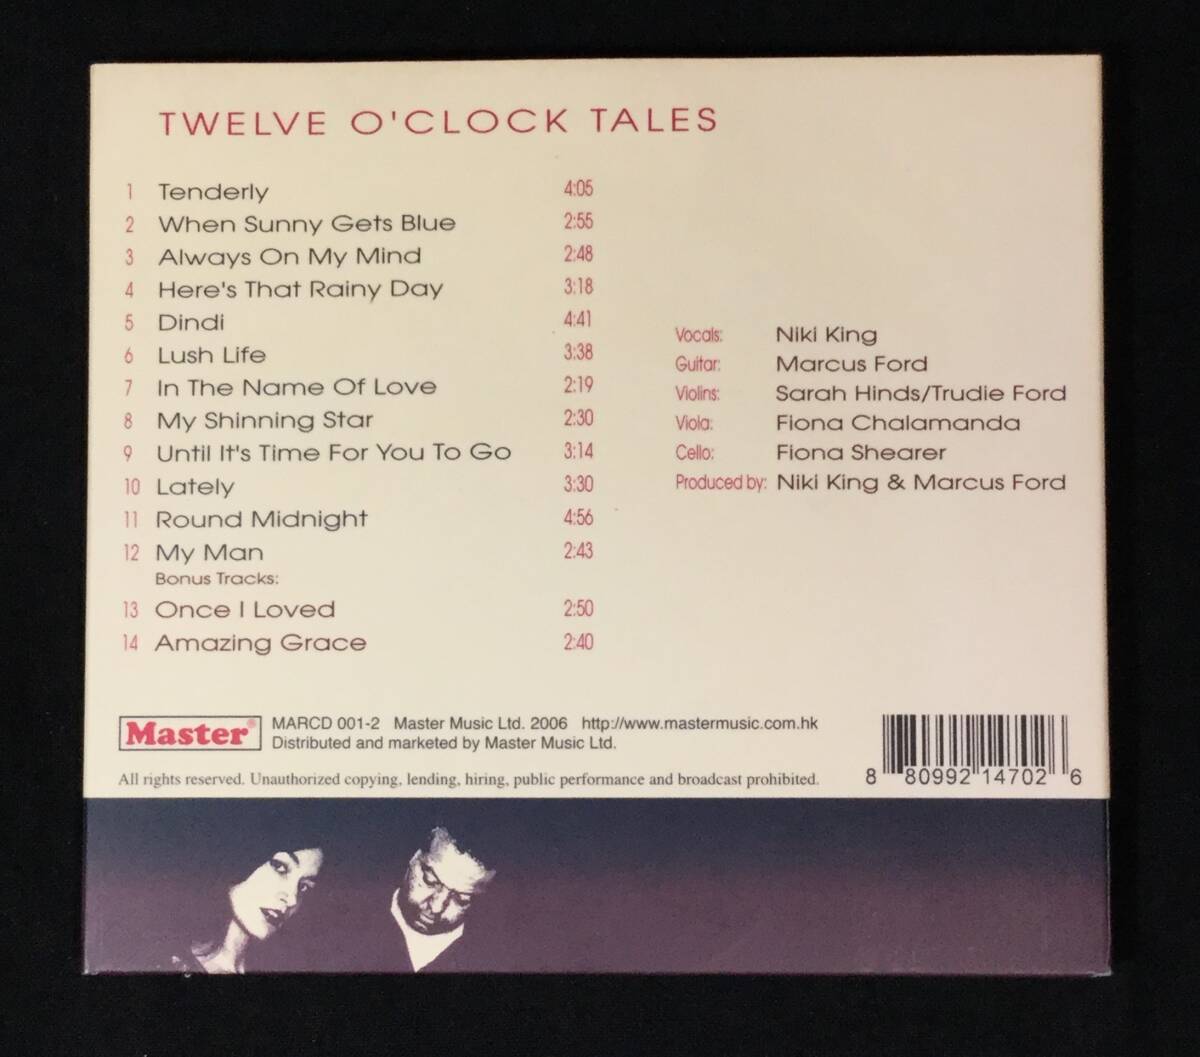 TWELVE O'CLOCK TALES
1 Tenderly 4:05
2 When Sunny Gets Blue 2:55
3 Always On My Mind 2:48
4 Here's That Rainy Day 3:18
5 Dindi 4:41
6 Lush Life 3:38
7 In The Name Of Love 2:19
8 My Shinning Star 2:30
9 Until It's Time For You To Go 3:14
10 Lately 3:30
11 Round Midnight 4:56
12 My Man 2:43
Bonus Tracks:
13 Once I Loved 2:50
14 Amazing Grace 2:40
Vocals: Niki King
Guitar: Marcus Ford
Violins: Sarah Hinds/Trudie Ford
Viola: Fiona Chalamanda
Cello: Fiona Shearer
Produced by: Niki King & Marcus Ford
Master®
MARCD 001-2 Master Music Ltd. 2006 http://www.mastermusic.com.hk
Distributed and marketed by Master Music Ltd.
All rights reserved. Unauthorized copying, lending, hiring, public performance and broadcast prohibited.
8 80992 14702 6